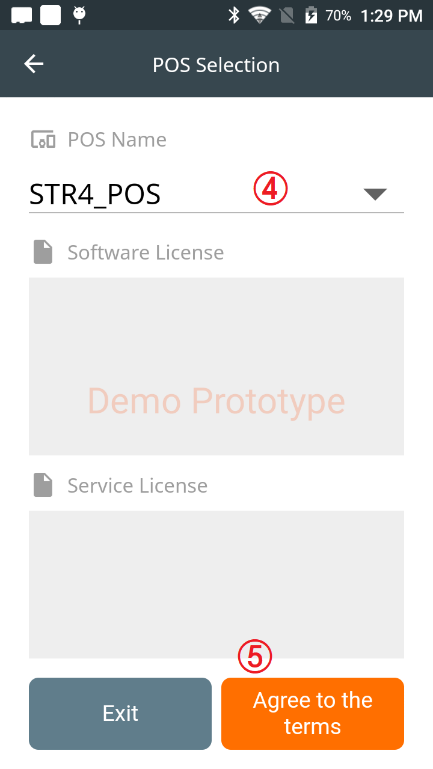 70% 1:29 PM
POS Selection
POS Name
STR4_POS ④
Software License
Demo Prototype
Service License
⑤
Exit
Agree to the
terms